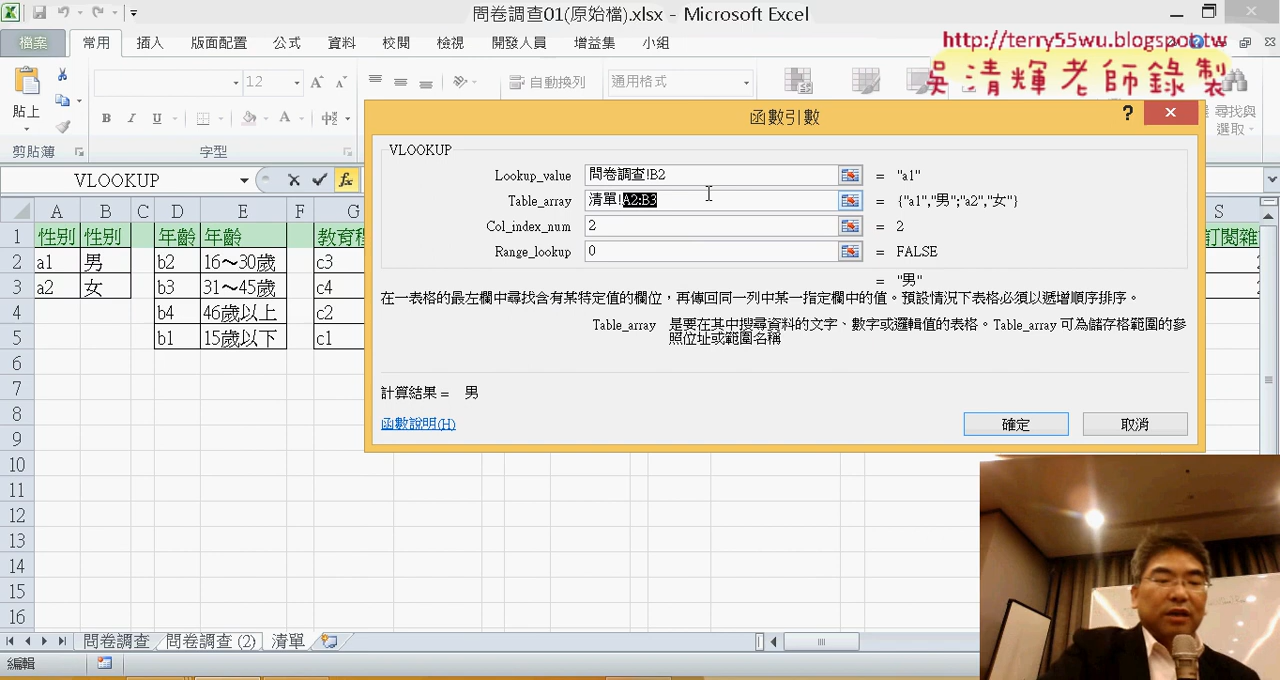 問卷調查01(原始檔).xlsx - Microsoft Excel
檔案 常用 插入 版面配置 公式 資料 校閱 檢視 開發人員 增益集 小組
http://terry55wu.blogspot.tw
吳清輝老師錄製
貼上 12 自動換列 通用格式 尋找與
選取
剪貼簿 字型
VLOOKUP
A B C D E F G S
1 性別 性別 年齡 年齡 教育程 訂閱雜
2 a1 男 b2 16～30歲 c3
3 a2 女 b3 31～45歲 c4
4 b4 46歲以上 c2
5 b1 15歲以下 c1
6
7
8
9
10
11
12
13
14
15
16
函數引數
VLOOKUP
Lookup_value 問卷調查!B2 = "a1"
Table_array 清單!A2:B3 = {"a1","男";"a2","女"}
Col_index_num 2 = 2
Range_lookup 0 = FALSE
= "男"
在一表格的最左欄中尋找含有某特定值的欄位，再傳回同一列中某一指定欄中的值。預設情況下表格必須以遞增順序排序。
Table_array 是要在其中搜尋資料的文字、數字或邏輯值的表格。Table_array 可為儲存格範圍的參
照位址或範圍名稱
計算結果 = 男
函數說明(H)
確定 取消
問卷調查 問卷調查 (2) 清單
編輯